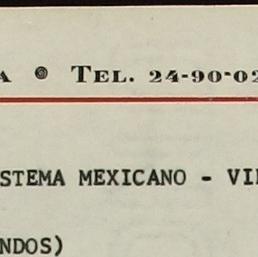 A TEL. 24-90-02
STEMA MEXICANO - VI
NDOS)